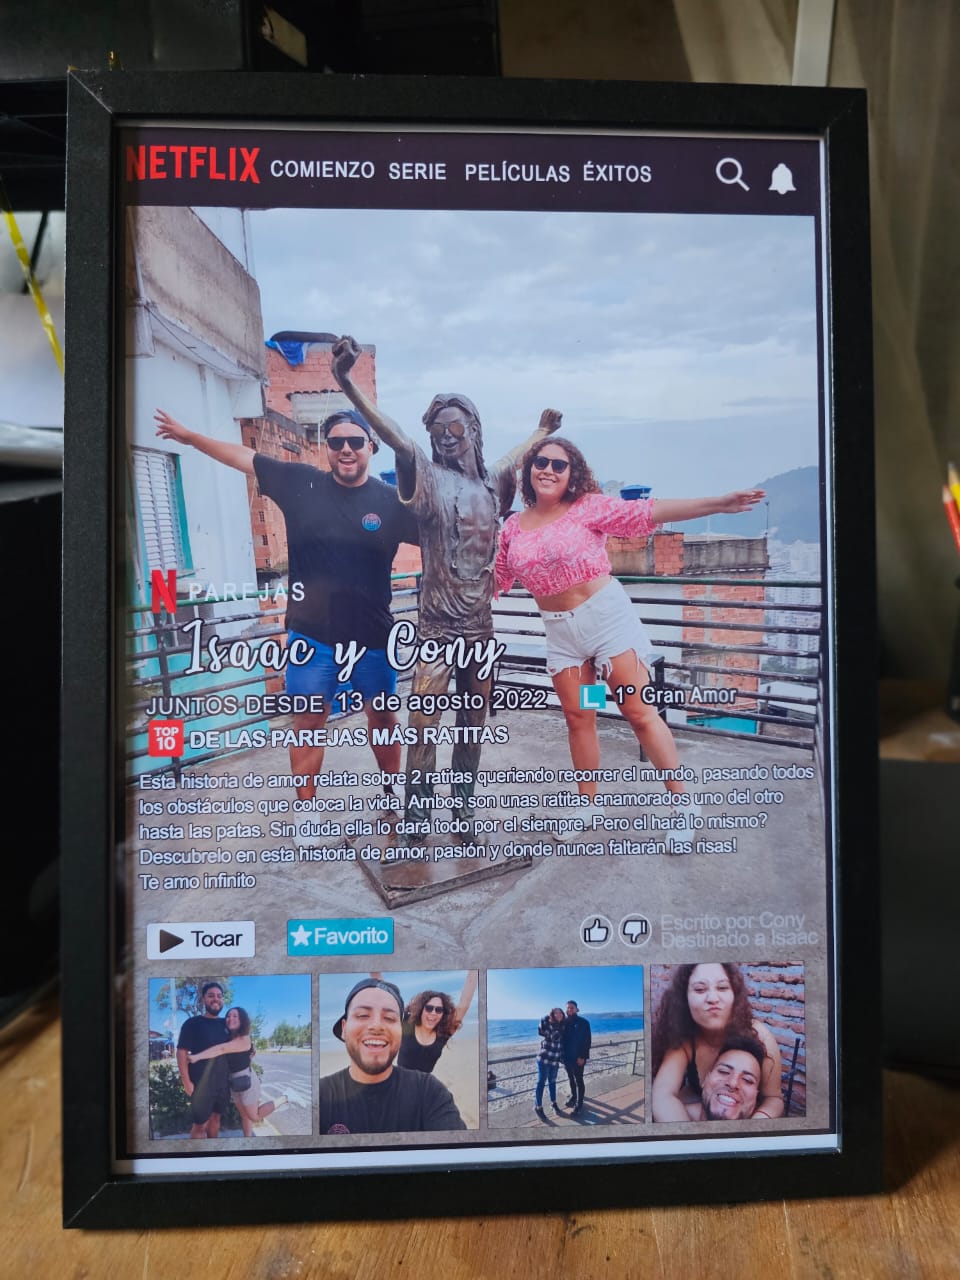 NETFLIX COMIENZO SERIE PELÍCULAS ÉXITOS
N PAREJAS
Isaac y Cony
JUNTOS DESDE 13 de agosto 2022 L 1° Gran Amor
TOP 10 DE LAS PAREJAS MÁS RATITAS
Esta historia de amor relata sobre 2 ratitas queriendo recorrer el mundo, pasando todos
los obstáculos que coloca la vida. Ambos son unas ratitas enamorados uno del otro
hasta las patas. Sin duda ella lo dará todo por el siempre. Pero el hará lo mismo?
Descubrelo en esta historia de amor, pasión y donde nunca faltarán las risas!
Te amo infinito
Tocar Favorito
Escrito por Cony
Destinado a Isaac